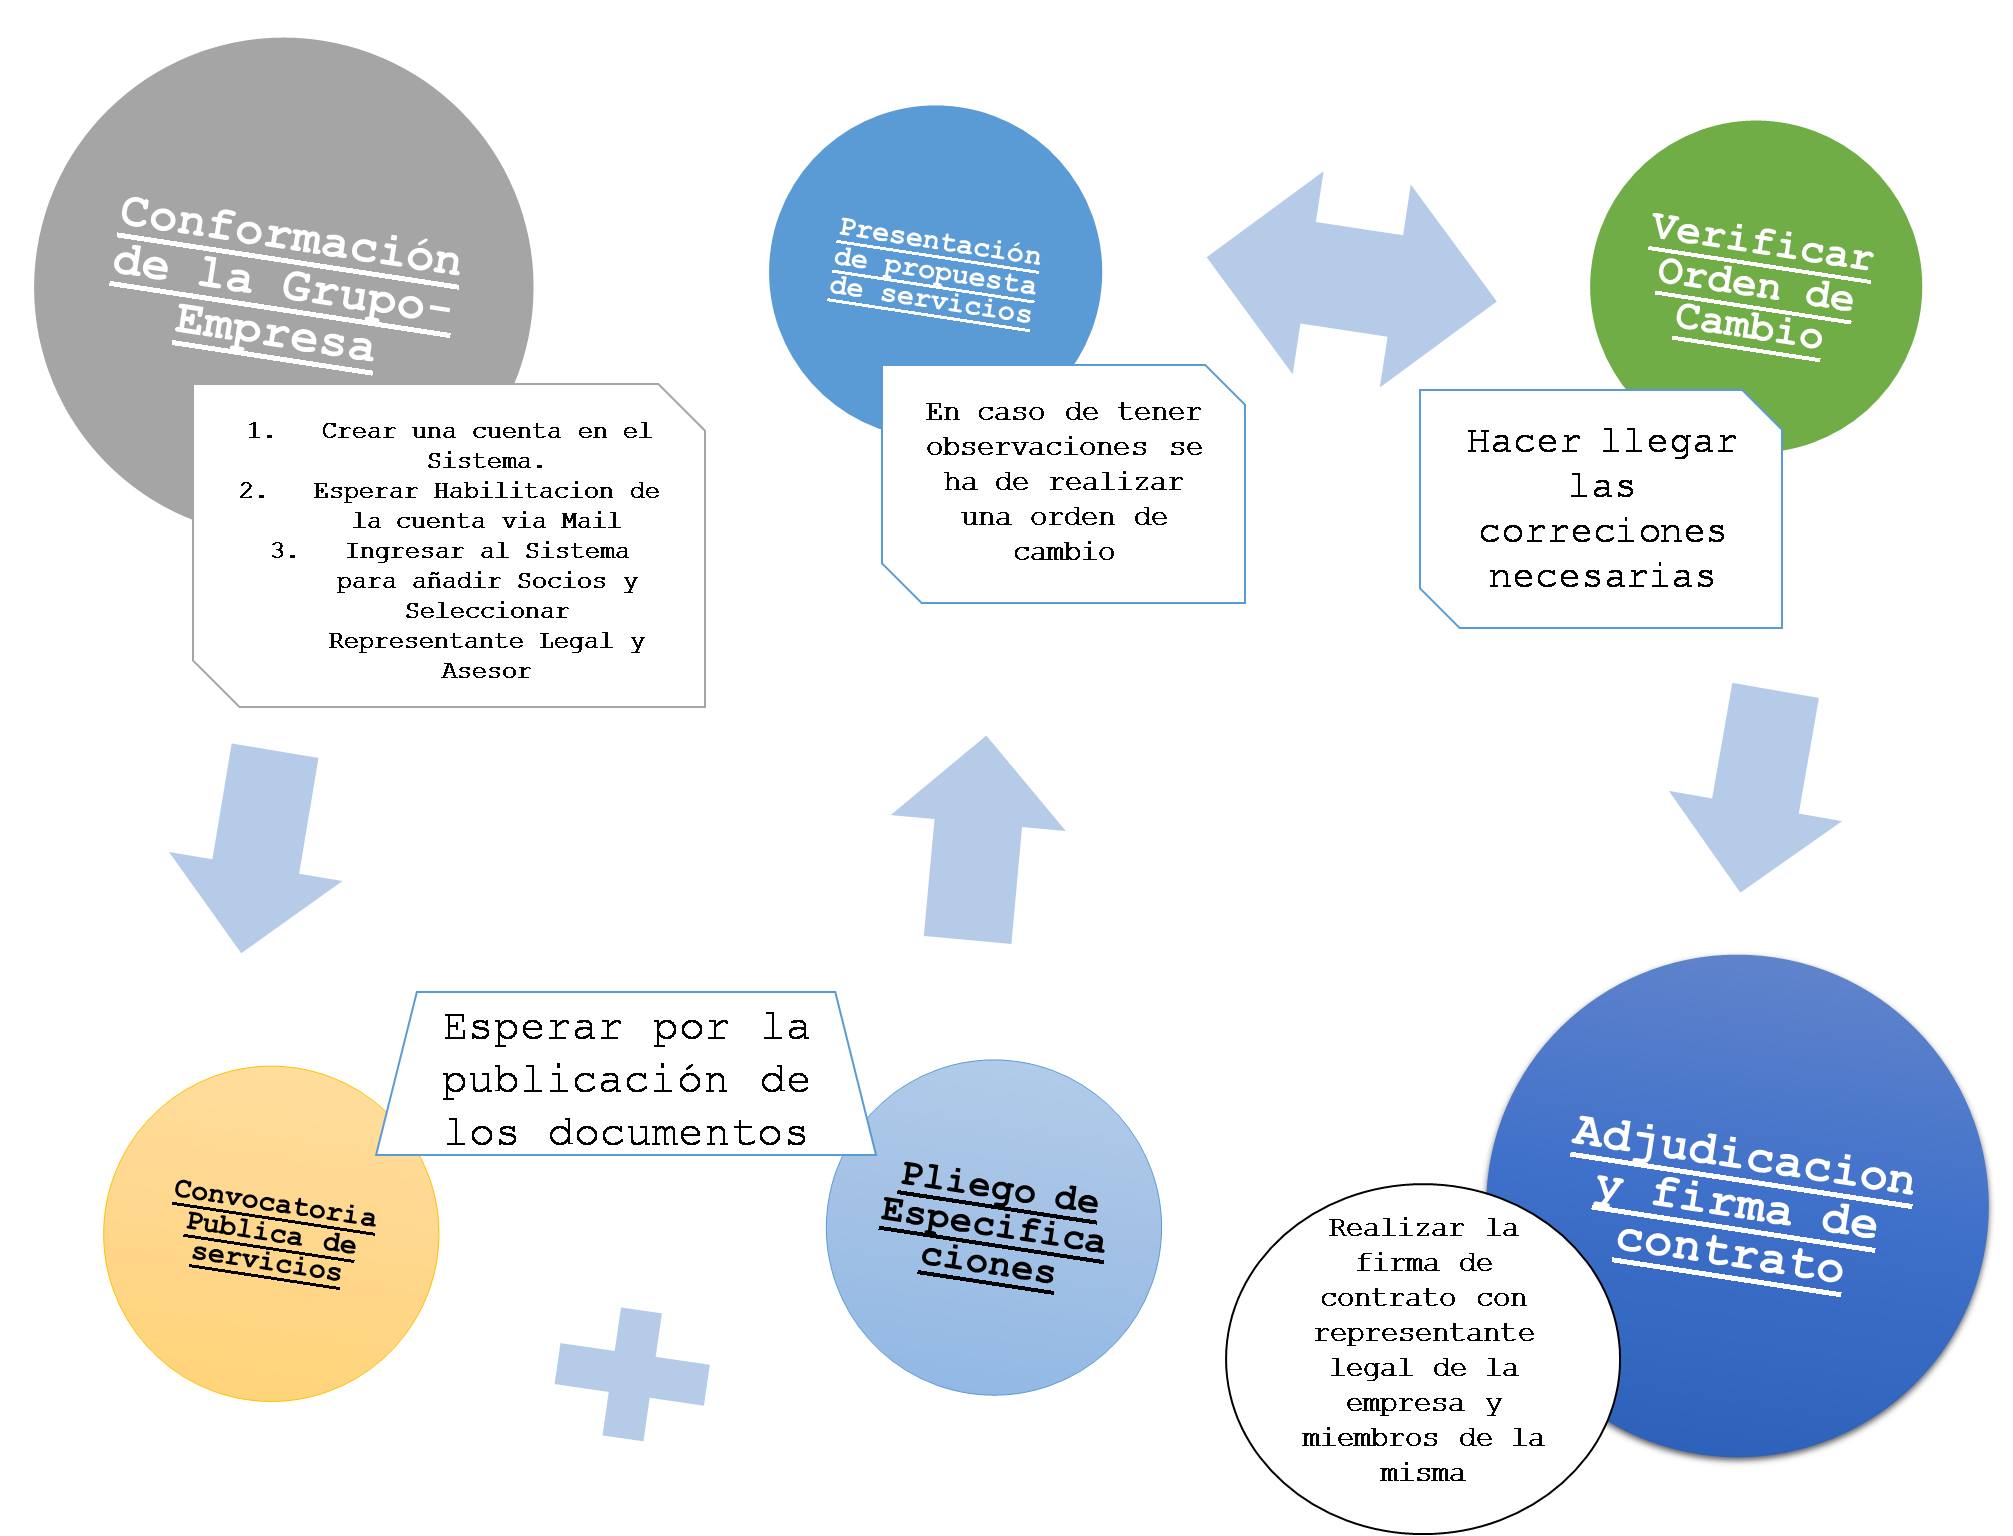 Conformación
de la Grupo-
Empresa
1. Crear una cuenta en el
Sistema.
2. Esperar Habilitacion de
la cuenta via Mail
3. Ingresar al Sistema
para añadir Socios y
Seleccionar
Representante Legal y
Asesor
Convocatoria
Publica de
servicios
Esperar por la
publicación de
los documentos
Pliego de
Especifica
ciones
Presentación
de propuesta
de servicios
En caso de tener
observaciones se
ha de realizar
una orden de
cambio
Verificar
Orden de
Cambio
Hacer llegar
las
correciones
necesarias
Adjudicacion
y firma de
contrato
Realizar la
firma de
contrato con
representante
legal de la
empresa y
miembros de la
misma